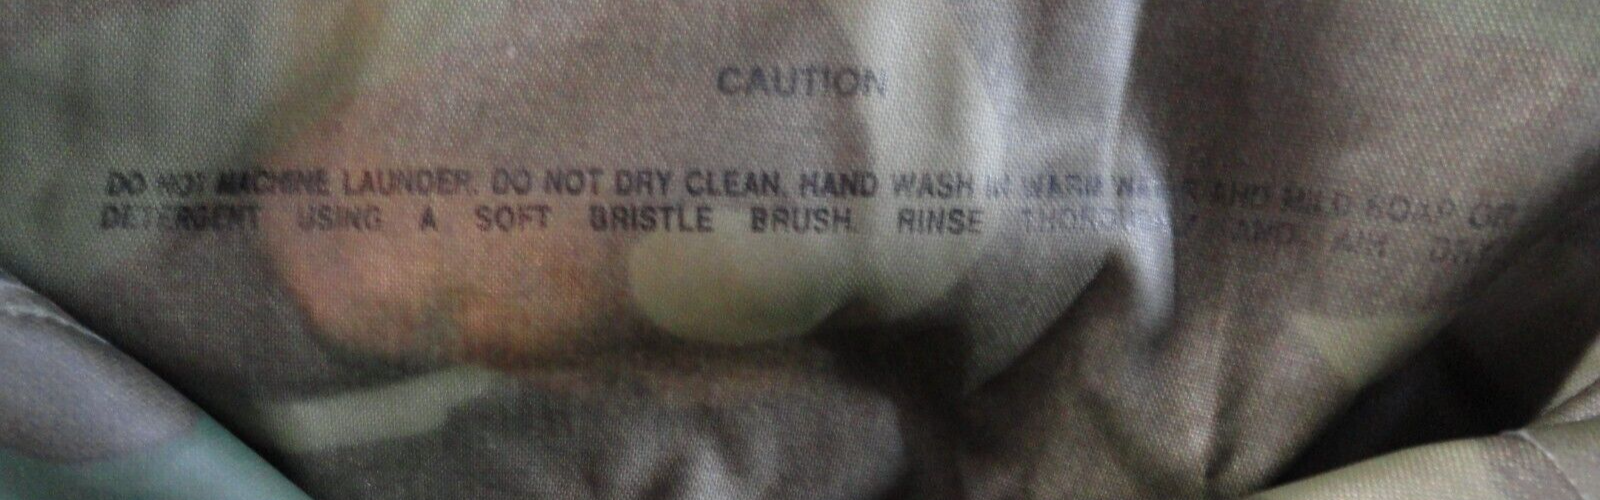 CAUTION
DO NOT MACHINE LAUNDER. DO NOT DRY CLEAN. HAND WASH IN WARM WATER AND MILD SOAP OR
DETERGENT USING A SOFT BRISTLE BRUSH. RINSE THOROUGHLY AND AIR